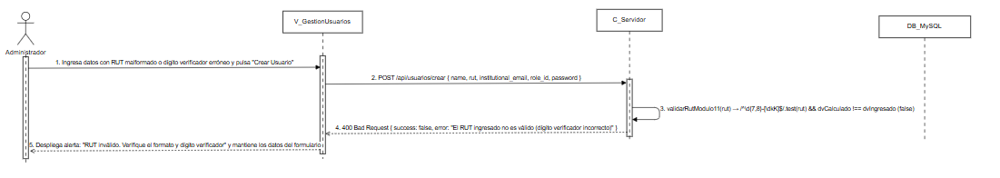 V_GestionUsuarios
C_Servidor
DB_MySQL
Administrador
1. Ingresa datos con RUT malformado o dígito verificador erróneo y pulsa "Crear Usuario"
2. POST /api/usuarios/crear { name, rut, institutional_email, role_id, password }
3. validarRutModulo11(rut) → /^\d{7,8}-[\dkK]$/.test(rut) && dvCalculado !== dvIngresado (false)
4. 400 Bad Request { success: false, error: "El RUT ingresado no es válido (dígito verificador incorrecto)" }
5. Despliega alerta: "RUT inválido. Verifique el formato y dígito verificador" y mantiene los datos del formulario